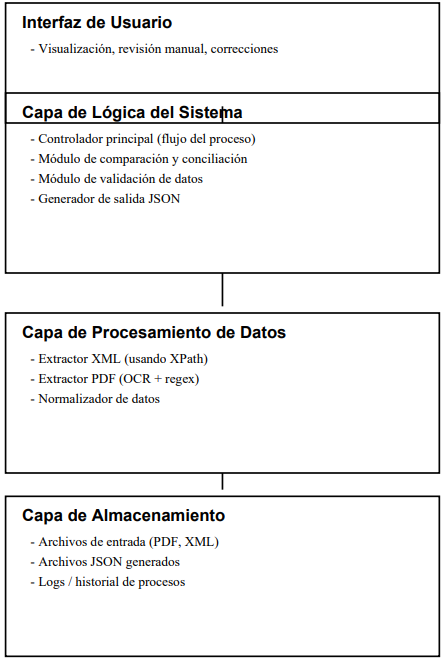 Interfaz de Usuario
- Visualización, revisión manual, correcciones
Capa de Lógica del Sistema
- Controlador principal (flujo del proceso)
- Módulo de comparación y conciliación
- Módulo de validación de datos
- Generador de salida JSON
Capa de Procesamiento de Datos
- Extractor XML (usando XPath)
- Extractor PDF (OCR + regex)
- Normalizador de datos
Capa de Almacenamiento
- Archivos de entrada (PDF, XML)
- Archivos JSON generados
- Logs / historial de procesos